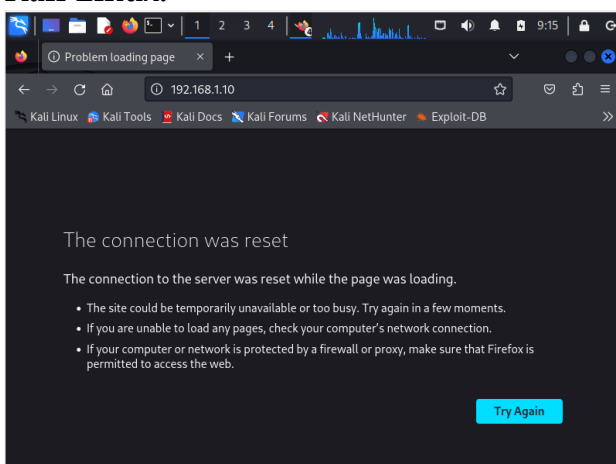 1 2 3 4 9:15
Problem loading page × +
192.168.1.10
Kali Linux Kali Tools Kali Docs Kali Forums Kali NetHunter Exploit-DB
The connection was reset
The connection to the server was reset while the page was loading.
• The site could be temporarily unavailable or too busy. Try again in a few moments.
• If you are unable to load any pages, check your computer's network connection.
• If your computer or network is protected by a firewall or proxy, make sure that Firefox is
permitted to access the web.
Try Again